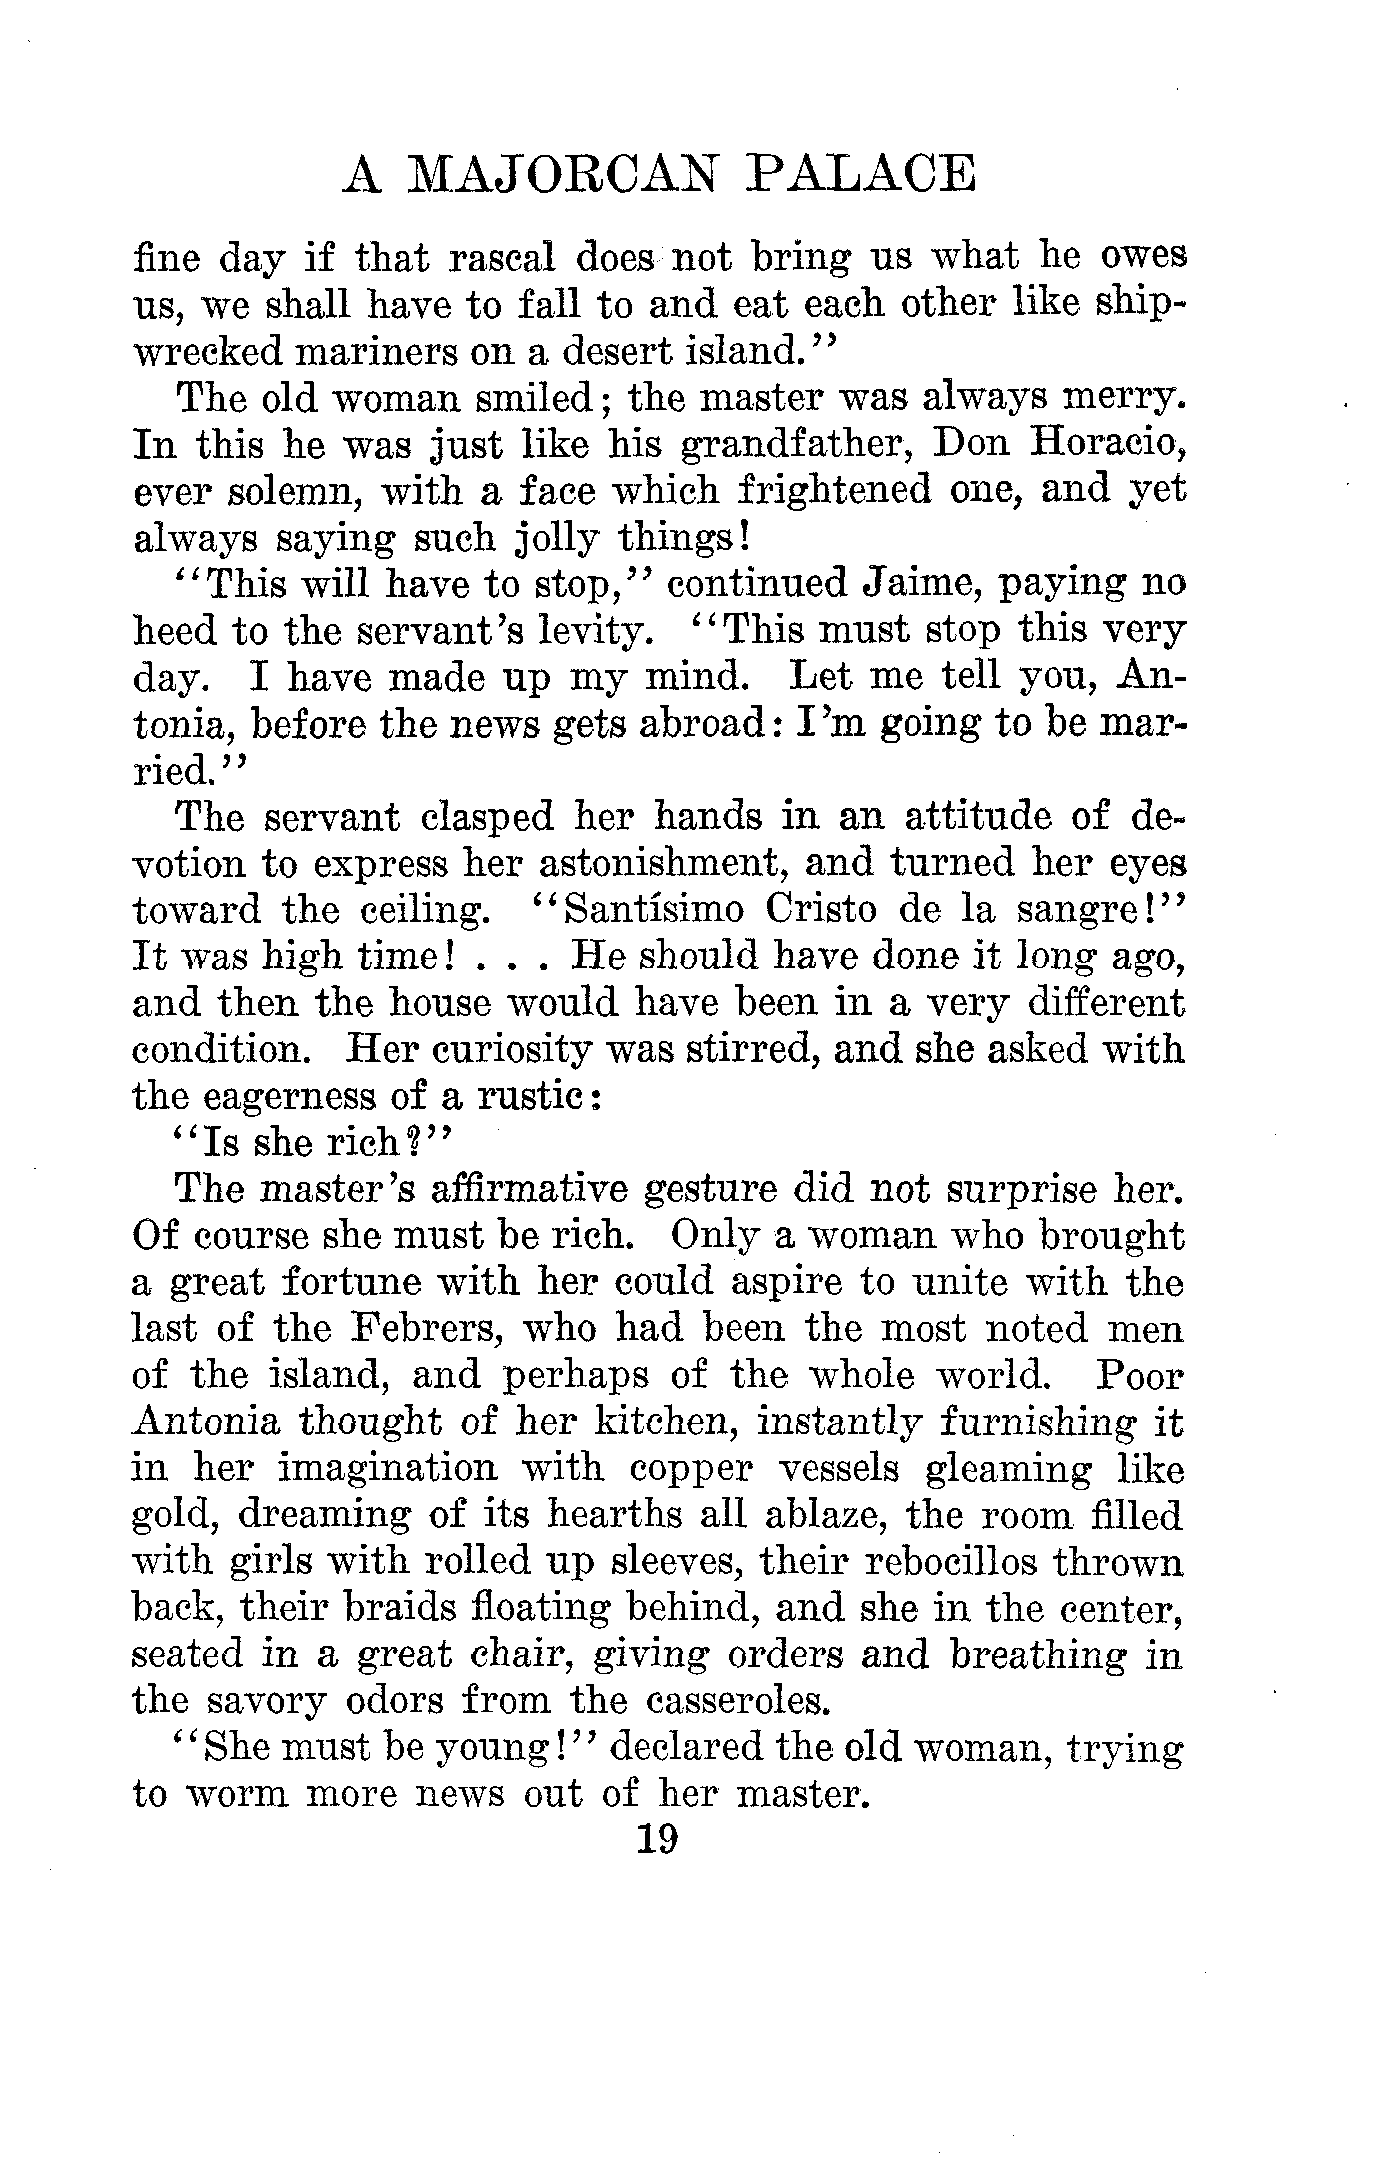 A MAJORCAN PALACE
fine day if that rascal does not bring us what he owes
us, we shall have to fall to and eat each other like ship-
wrecked mariners on a desert island.”
The old woman smiled; the master was always merry.
In this he was just like his grandfather, Don Horacio,
ever solemn, with a face which frightened one, and yet
always saying such jolly things!
“This will have to stop,” continued Jaime, paying no
heed to the servant’s levity. “This must stop this very
day. I have made up my mind. Let me tell you, An-
tonia, before the news gets abroad: I’m going to be mar-
ried.”
The servant clasped her hands in an attitude of de-
votion to express her astonishment, and turned her eyes
toward the ceiling. “Santísimo Cristo de la sangre!”
It was high time! . . . He should have done it long ago,
and then the house would have been in a very different
condition. Her curiosity was stirred, and she asked with
the eagerness of a rustic:
“Is she rich?”
The master’s affirmative gesture did not surprise her.
Of course she must be rich. Only a woman who brought
a great fortune with her could aspire to unite with the
last of the Febrers, who had been the most noted men
of the island, and perhaps of the whole world. Poor
Antonia thought of her kitchen, instantly furnishing it
in her imagination with copper vessels gleaming like
gold, dreaming of its hearths all ablaze, the room filled
with girls with rolled up sleeves, their rebocillos thrown
back, their braids floating behind, and she in the center,
seated in a great chair, giving orders and breathing in
the savory odors from the casseroles.
“She must be young!” declared the old woman, trying
to worm more news out of her master.
19